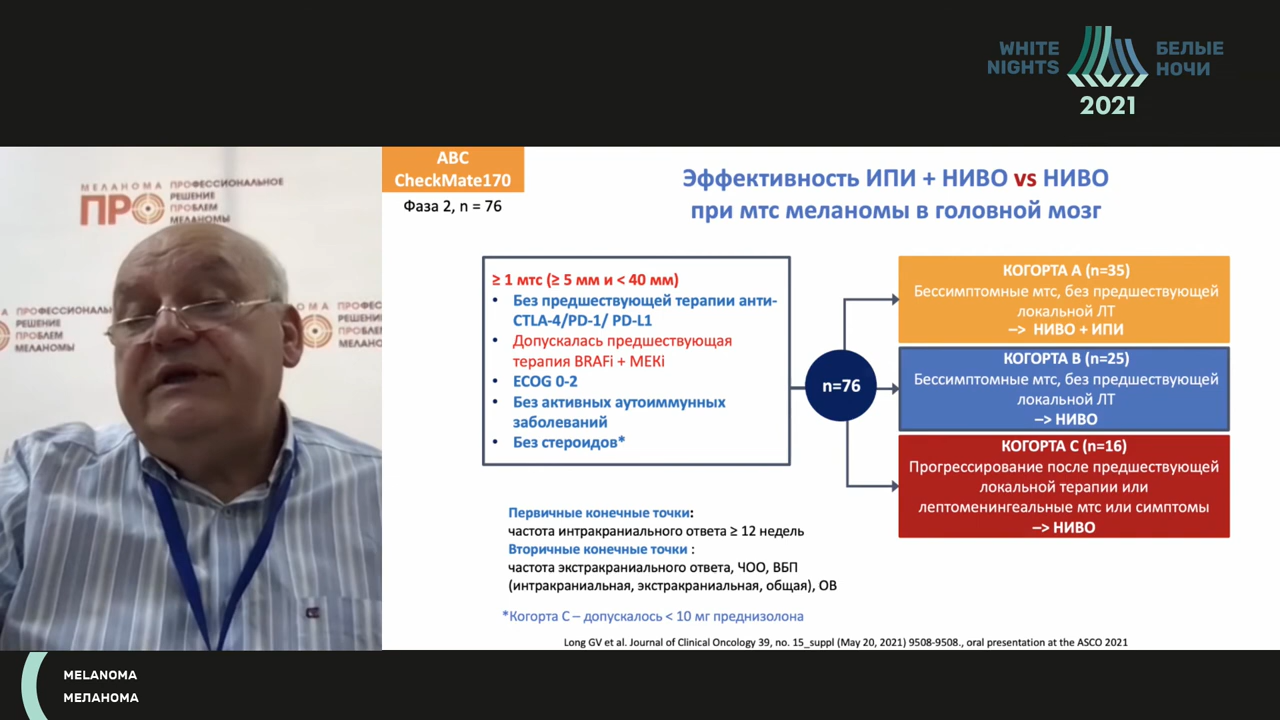 WHITE NIGHTS
БЕЛЫЕ НОЧИ
2021
МЕЛАНОМА
ПРО
ПРОФЕССИОНАЛЬНОЕ
РЕШЕНИЕ
ПРОБЛЕМ
МЕЛАНОМЫ
РЕШЕНИЕ
ПРОБЛЕМ
МЕЛАНОМЫ
ABC
CheckMate170
Фаза 2, n = 76
Эффективность ИПИ + НИВО vs НИВО
при мтс меланомы в головной мозг
≥ 1 мтс (≥ 5 мм и < 40 мм)
• Без предшествующей терапии анти-
CTLA-4/PD-1/ PD-L1
• Допускалась предшествующая
терапия BRAFi + MEKi
• ECOG 0-2
• Без активных аутоиммунных
заболеваний
• Без стероидов*
n=76
КОГОРТА А (n=35)
Бессимптомные мтс, без предшествующей
локальной ЛТ
–> НИВО + ИПИ
КОГОРТА В (n=25)
Бессимптомные мтс, без предшествующей
локальной ЛТ
–> НИВО
КОГОРТА С (n=16)
Прогрессирование после предшествующей
локальной терапии или
лептоменингеальные мтс или симптомы
–> НИВО
Первичные конечные точки:
частота интракраниального ответа ≥ 12 недель
Вторичные конечные точки :
частота экстракраниального ответа, ЧОО, ВБП
(интракраниальная, экстракраниальная, общая), ОВ
*Когорта С – допускалось < 10 мг преднизолона
Long GV et al. Journal of Clinical Oncology 39, no. 15_suppl (May 20, 2021) 9508-9508., oral presentation at the ASCO 2021
MELANOMA
МЕЛАНОМА